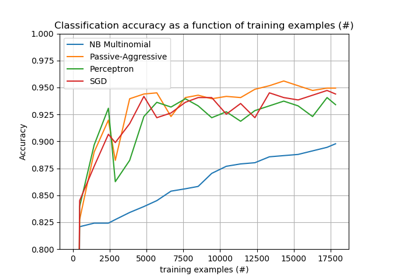 Classification accuracy as a function of training examples (#)
1.000
0.975
0.950
0.925
0.900
0.875
0.850
0.825
0.800
Accuracy
NB Multinomial
Passive-Aggressive
Perceptron
SGD
0 2500 5000 7500 10000 12500 15000 17500
training examples (#)